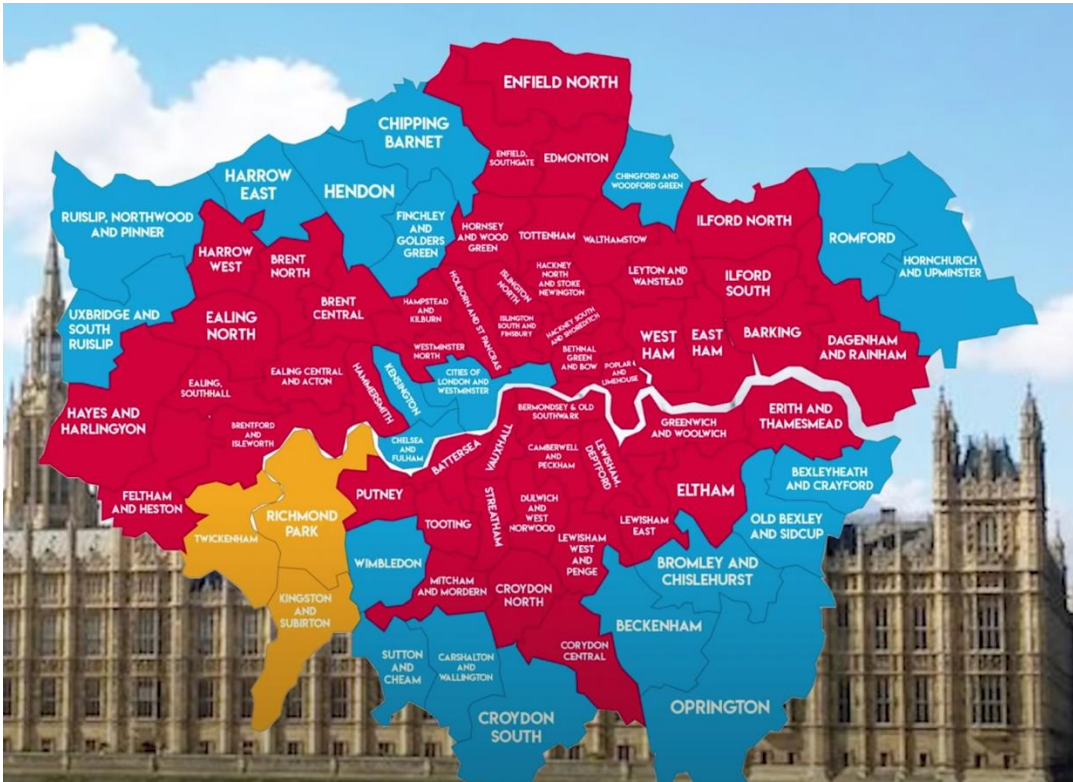 ENFIELD NORTH
CHIPPING
BARNET
ENFIELD,
SOUTHGATE
EDMONTON
CHINGFORD AND
WOODFORD GREEN
HARROW
EAST
HENDON
RUISLIP, NORTHWOOD
AND PINNER
FINCHLEY
AND
GOLDERS
GREEN
HORNSEY
AND WOOD
GREEN
TOTTENHAM
WALTHAMSTOW
ILFORD NORTH
ROMFORD
HORNCHURCH
AND UPMINSTER
HARROW
WEST
BRENT
NORTH
HOLBORN AND ST PANCRAS
ISLINGTON
NORTH
HACKNEY
NORTH
AND STOKE
NEWINGTON
LEYTON AND
WANSTEAD
ILFORD
SOUTH
UXBRIDGE AND
SOUTH
RUISLIP
EALING
NORTH
BRENT
CENTRAL
HAMPSTEAD
AND
KILBURN
ISLINGTON
SOUTH AND
FINSBURY
HACKNEY SOUTH
AND SHOREDITCH
WEST
HAM
EAST
HAM
BARKING
DAGENHAM
AND RAINHAM
WESTMINSTER
NORTH
BETHNAL
GREEN
AND BOW
POPLAR &
LIMEHOUSE
EALING,
SOUTHALL
EALING CENTRAL
AND ACTON
HAMMERSMITH
KENSINGTON
CITIES OF
LONDON AND
WESTMINSTER
HAYES AND
HARLINGYON
BRENTFORD
AND
ISLEWORTH
CHELSEA
AND
FULHAM
BATTERSEA
VAUXHALL
BERMONDSEY & OLD
SOUTHWARK
GREENWICH
AND WOOLWICH
ERITH AND
THAMESMEAD
CAMBERWELL
AND
PECKHAM
LEWISHAM,
DEPTFORD
BEXLEYHEATH
AND CRAYFORD
FELTHAM
AND HESTON
PUTNEY
ELTHAM
TWICKENHAM
RICHMOND
PARK
TOOTING
STREATHAM
DULWICH
AND
WEST
NORWOOD
LEWISHAM
EAST
OLD BEXLEY
AND SIDCUP
WIMBLEDON
LEWISHAM
WEST
AND
PENGE
BROMLEY AND
CHISLEHURST
MITCHAM
AND MORDERN
CROYDON
NORTH
KINGSTON
AND
SUBIRTON
BECKENHAM
SUTTON
AND
CHEAM
CARSHALTON
AND
WALLINGTON
CORYDON
CENTRAL
CROYDON
SOUTH
OPRINGTON